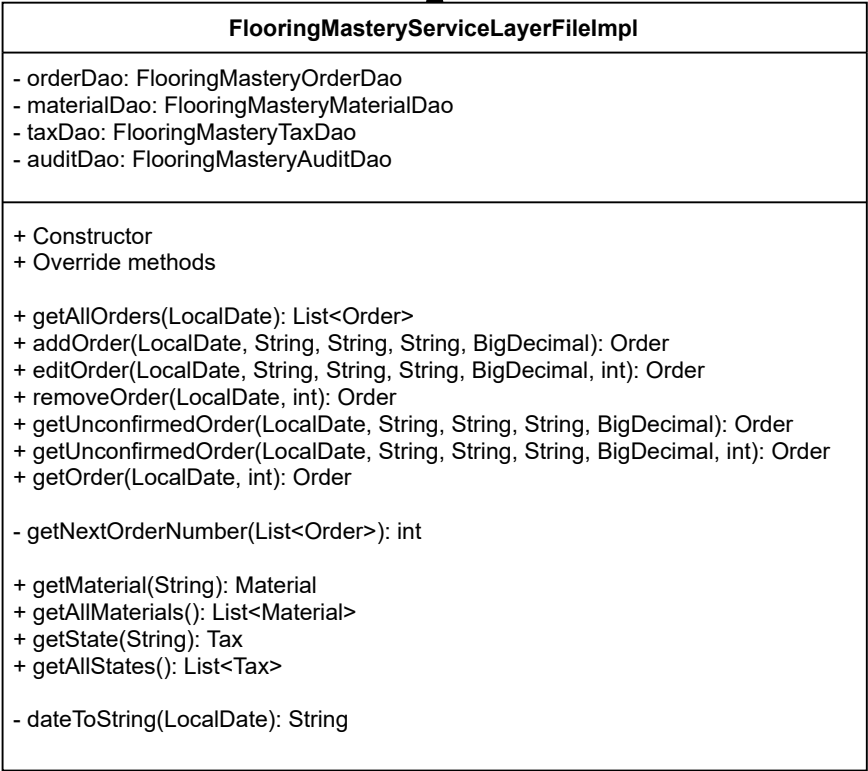 FlooringMasteryServiceLayerFileImpl
- orderDao: FlooringMasteryOrderDao
- materialDao: FlooringMasteryMaterialDao
- taxDao: FlooringMasteryTaxDao
- auditDao: FlooringMasteryAuditDao
+ Constructor
+ Override methods
+ getAllOrders(LocalDate): List<Order>
+ addOrder(LocalDate, String, String, String, BigDecimal): Order
+ editOrder(LocalDate, String, String, String, BigDecimal, int): Order
+ removeOrder(LocalDate, int): Order
+ getUnconfirmedOrder(LocalDate, String, String, String, BigDecimal): Order
+ getUnconfirmedOrder(LocalDate, String, String, String, BigDecimal, int): Order
+ getOrder(LocalDate, int): Order
- getNextOrderNumber(List<Order>): int
+ getMaterial(String): Material
+ getAllMaterials(): List<Material>
+ getState(String): Tax
+ getAllStates(): List<Tax>
- dateToString(LocalDate): String